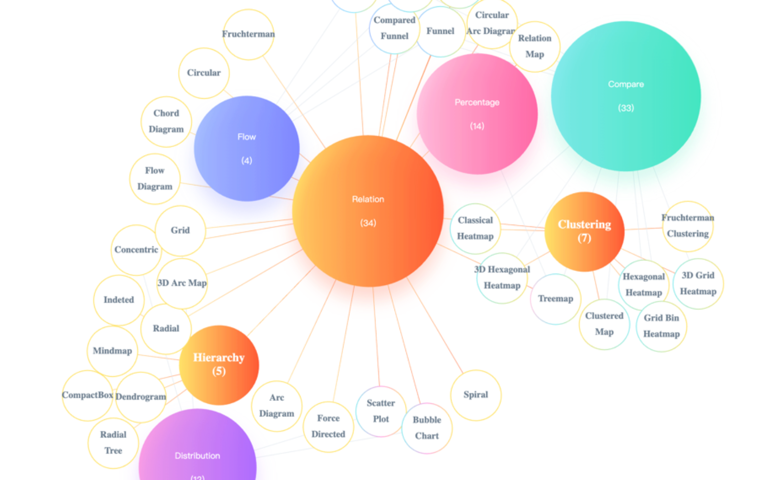 Compared
Funnel
Funnel
Circular
Arc Diagram
Relation
Map
Fruchterman
Circular
Chord
Diagram
Flow
Diagram
Flow
(4)
Percentage
(14)
Compare
(33)
Relation
(34)
Grid
Concentric
3D Arc Map
Indeted
Radial
Mindmap
Hierarchy
(5)
CompactBox
Dendrogram
Radial
Tree
Distribution
Classical
Heatmap
Clustering
(7)
Fruchterman
Clustering
3D Hexagonal
Heatmap
Treemap
Hexagonal
Heatmap
3D Grid
Heatmap
Clustered
Map
Grid Bin
Heatmap
Arc
Diagram
Force
Directed
Scatter
Plot
Bubble
Chart
Spiral